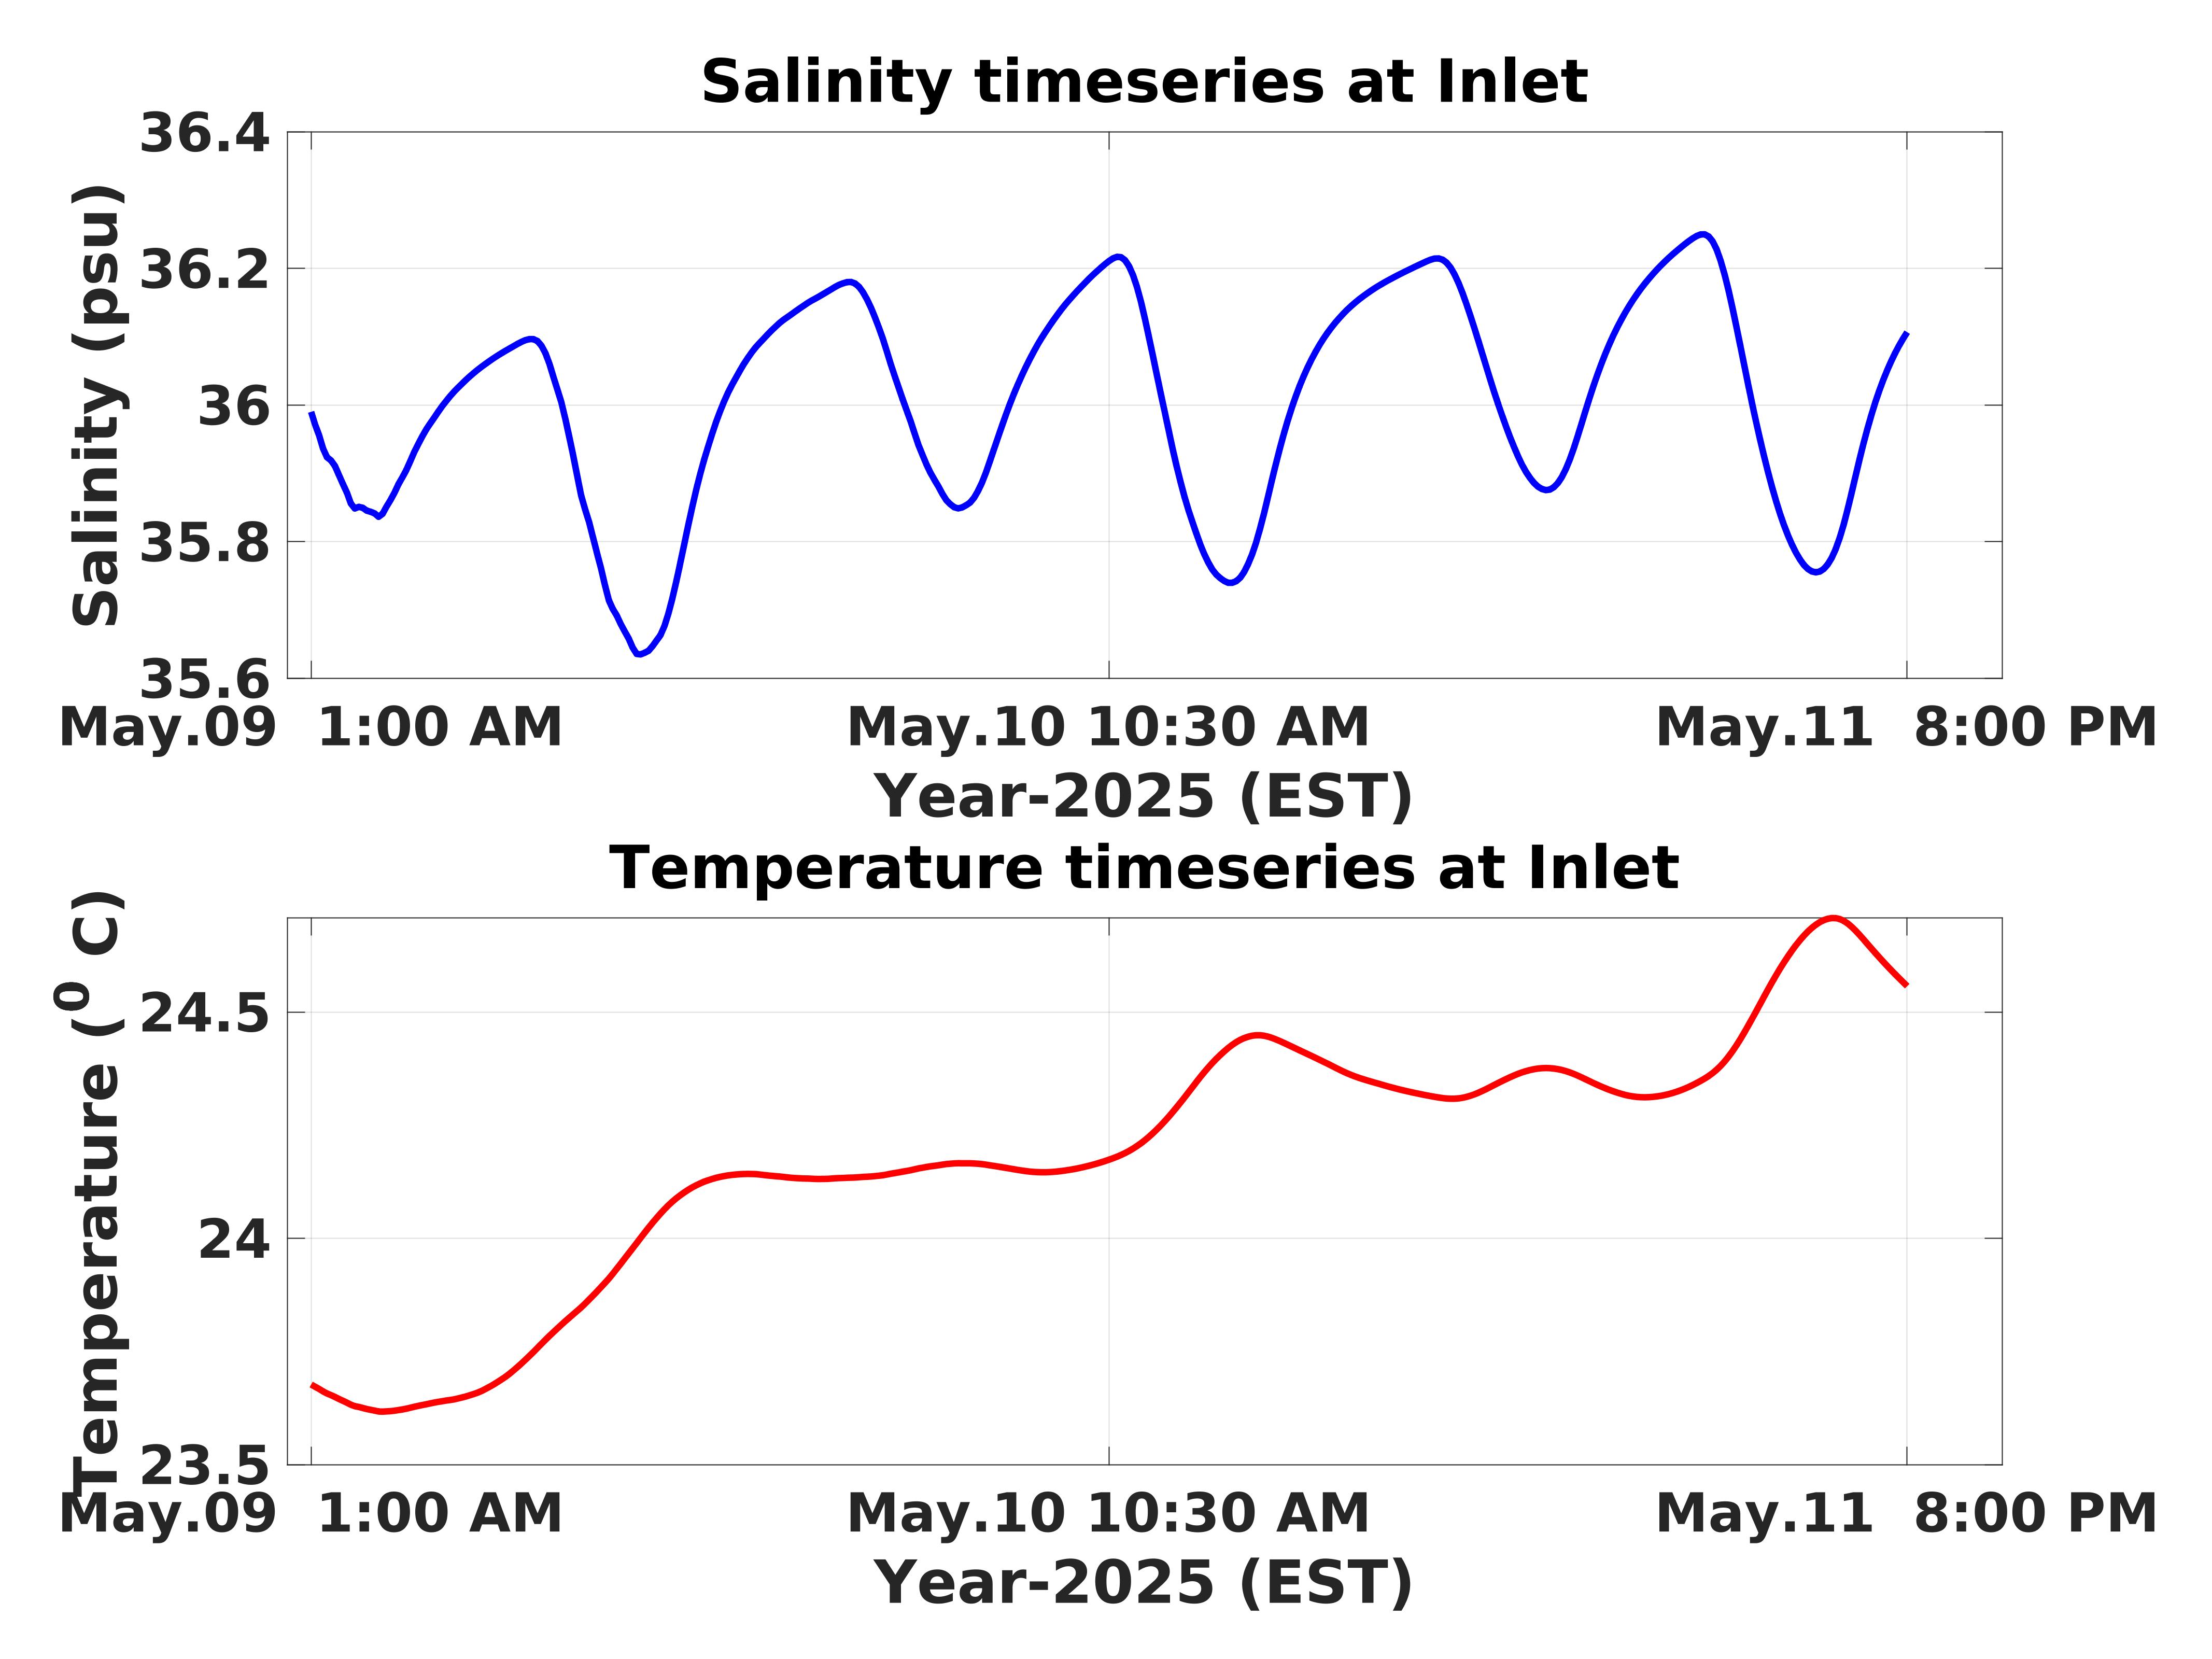 Salinity timeseries at Inlet
Salinity (psu)
36.4
36.2
36
35.8
35.6
May.09 1:00 AM
May.10 10:30 AM
May.11 8:00 PM
Year-2025 (EST)
Temperature timeseries at Inlet
Temperature (⁰ C)
24.5
24
23.5
May.09 1:00 AM
May.10 10:30 AM
May.11 8:00 PM
Year-2025 (EST)